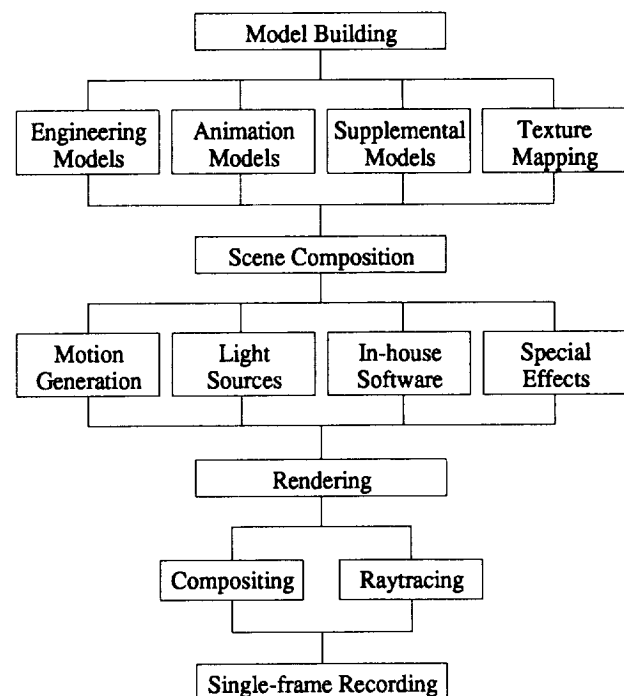 Model Building
Engineering
Models
Animation
Models
Supplemental
Models
Texture
Mapping
Scene Composition
Motion
Generation
Light
Sources
In-house
Software
Special
Effects
Rendering
Compositing
Raytracing
Single-frame Recording